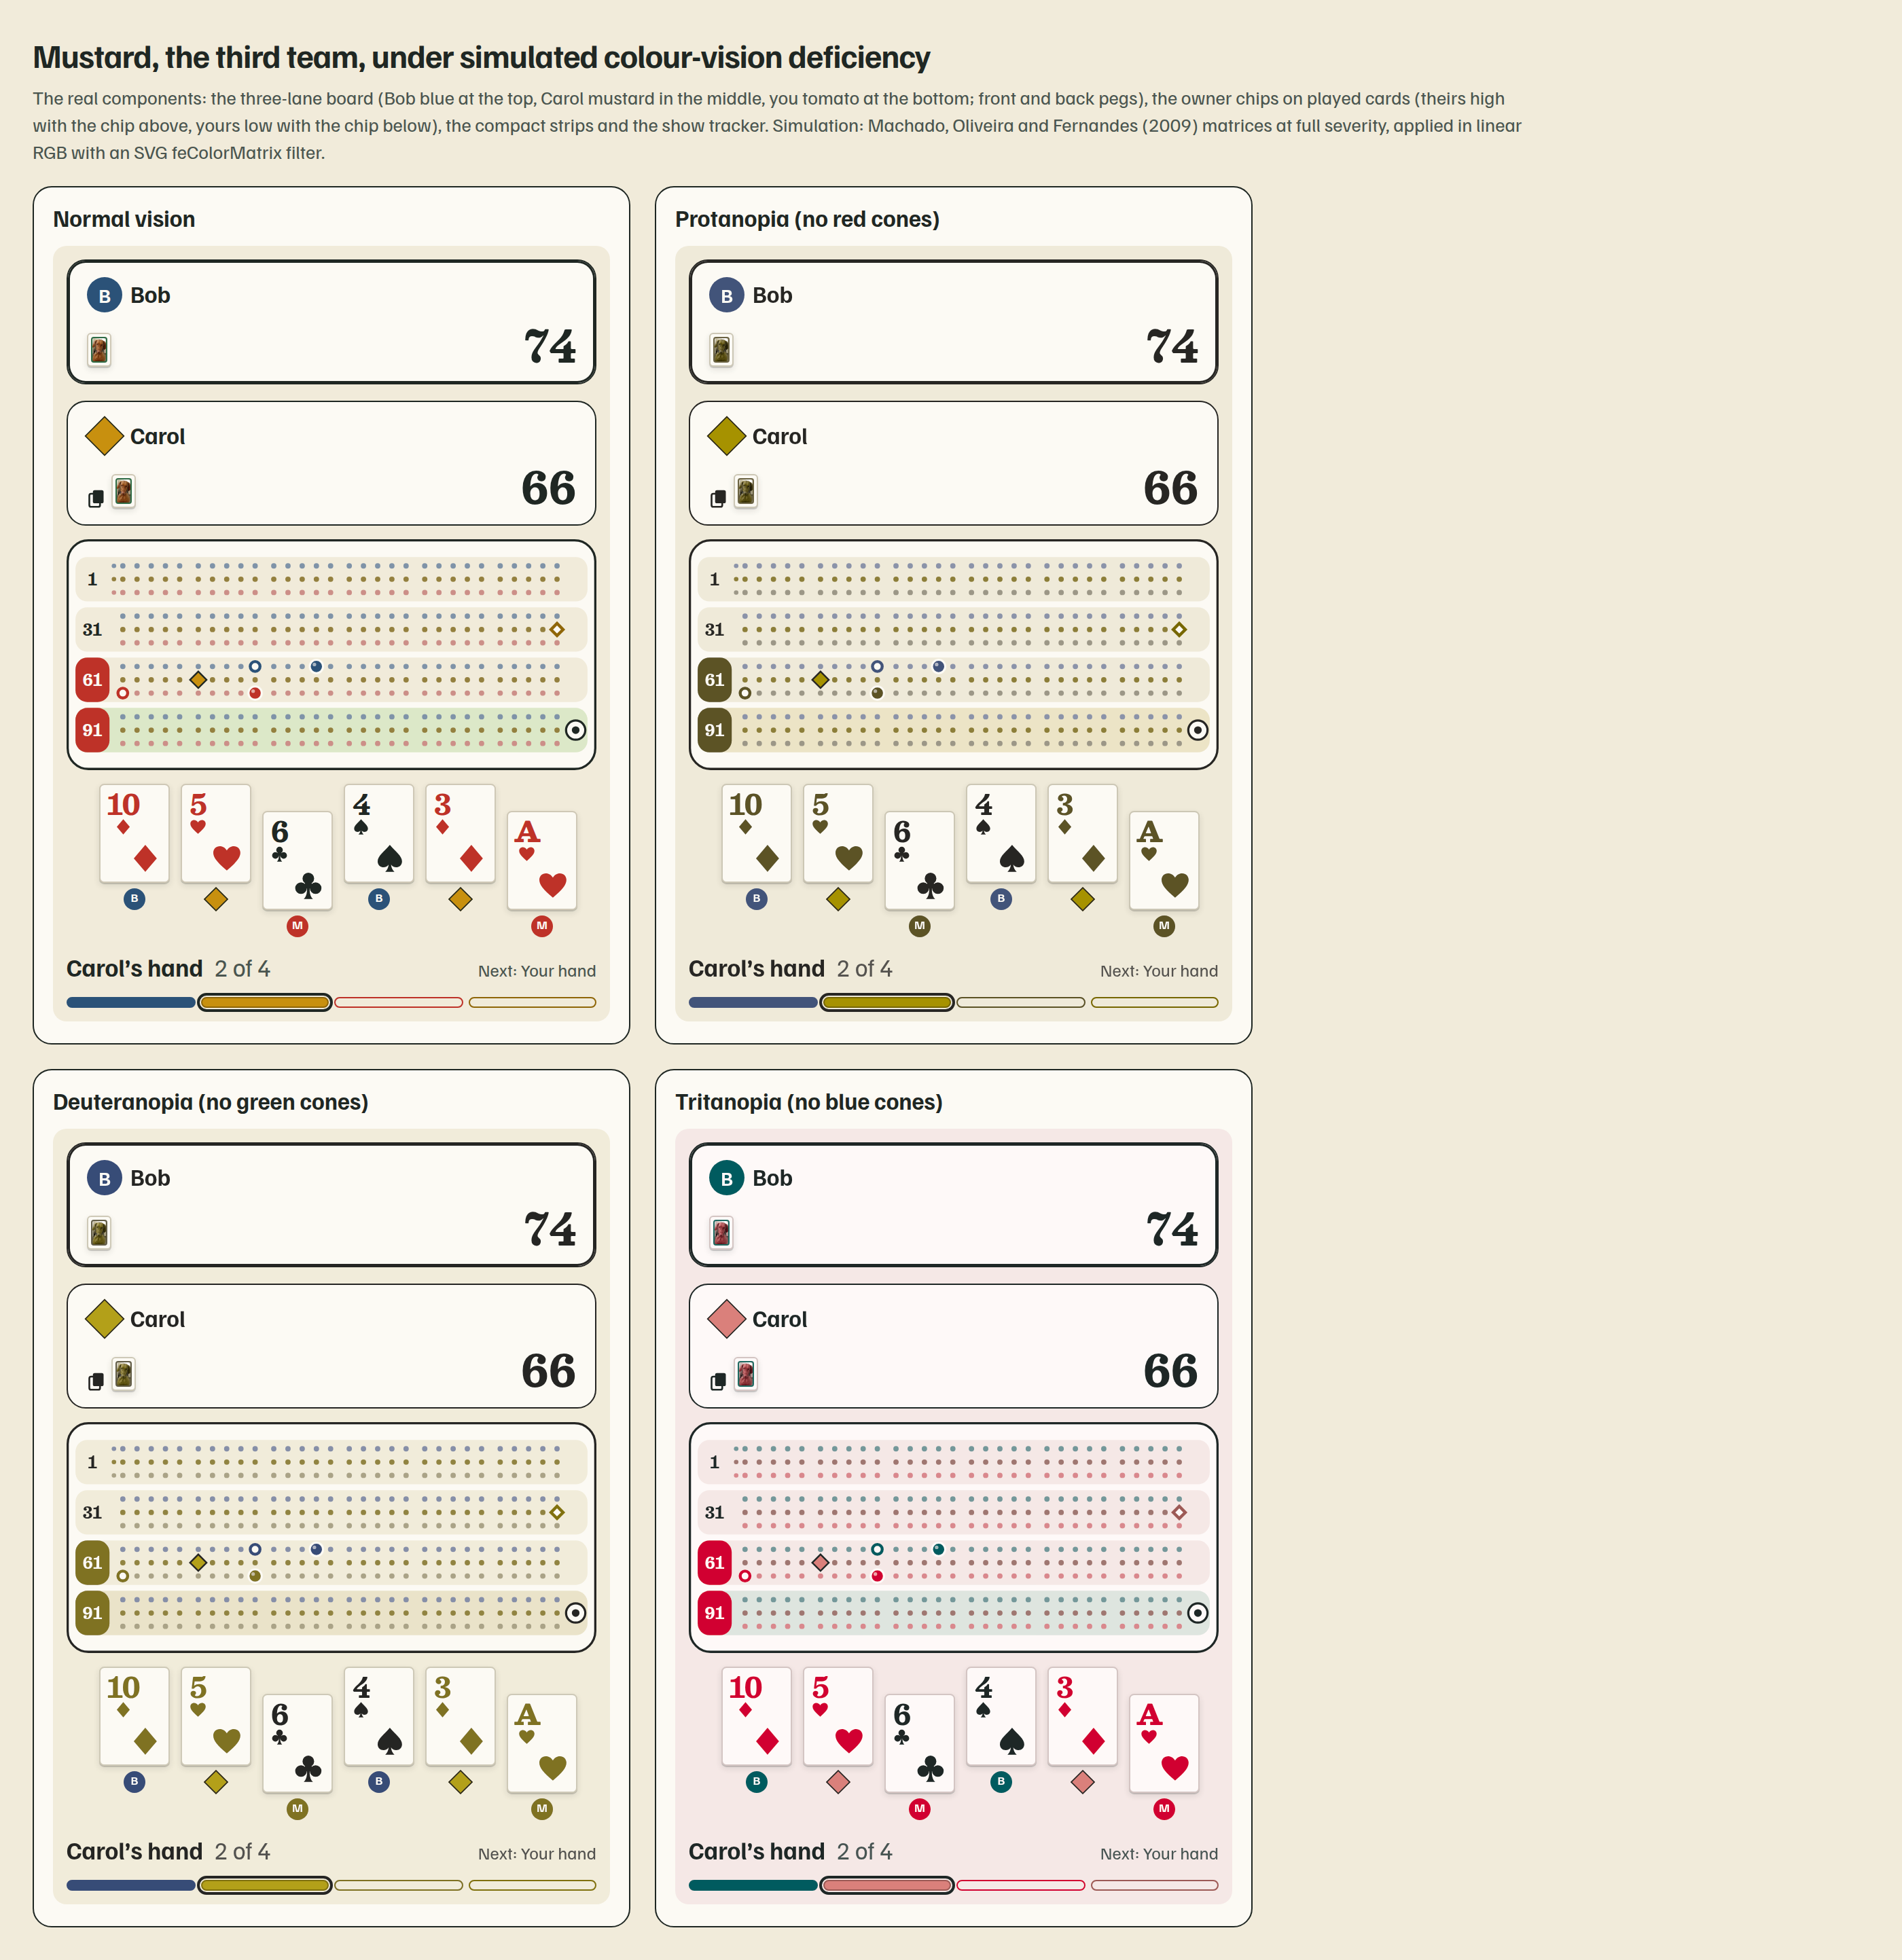 Mustard, the third team, under simulated colour-vision deficiency
The real components: the three-lane board (Bob blue at the top, Carol mustard in the middle, you tomato at the bottom; front and back pegs), the owner chips on played cards (theirs high
with the chip above, yours low with the chip below), the compact strips and the show tracker. Simulation: Machado, Oliveira and Fernandes (2009) matrices at full severity, applied in linear
RGB with an SVG feColorMatrix filter.
Normal vision
B Bob
74
Carol
66
1
31
61
91
10 5 6 4 3 A
B M B M
Carol’s hand 2 of 4 Next: Your hand
Protanopia (no red cones)
B Bob
74
Carol
66
1
31
61
91
10 5 6 4 3 A
B M B M
Carol’s hand 2 of 4 Next: Your hand
Deuteranopia (no green cones)
B Bob
74
Carol
66
1
31
61
91
10 5 6 4 3 A
B M B M
Carol’s hand 2 of 4 Next: Your hand
Tritanopia (no blue cones)
B Bob
74
Carol
66
1
31
61
91
10 5 6 4 3 A
B M B M
Carol’s hand 2 of 4 Next: Your hand